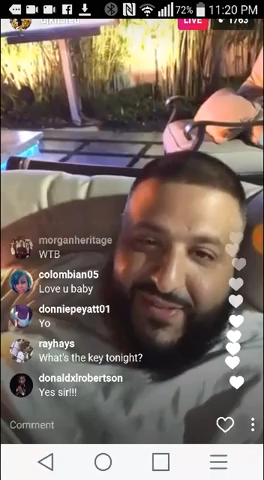 72% 11:20 PM
LIVE 1763
morganheritage
WTB
colombian05
Love u baby
donniepeyatt01
Yo
rayhays
What's the key tonight?
donaldxlrobertson
Yes sir!!!
Comment